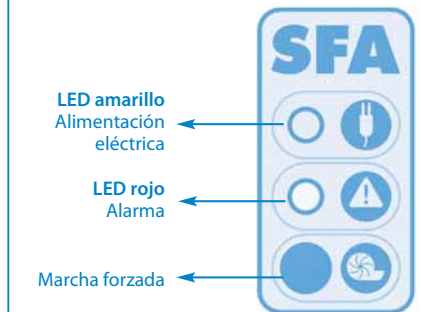 SFA
LED amarillo
Alimentación
eléctrica
LED rojo
Alarma
Marcha forzada